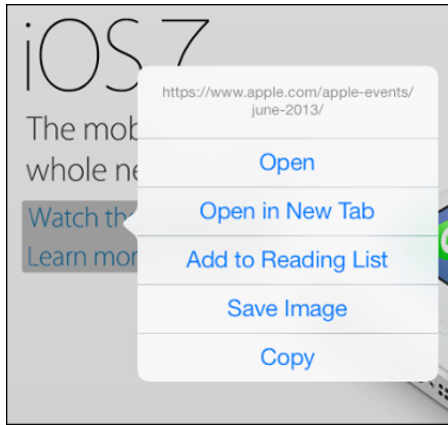 iOS 7
https://www.apple.com/apple-events/
june-2013/
The mob
whole ne
Open
Watch th
Open in New Tab
Learn mor
Add to Reading List
Save Image
Copy